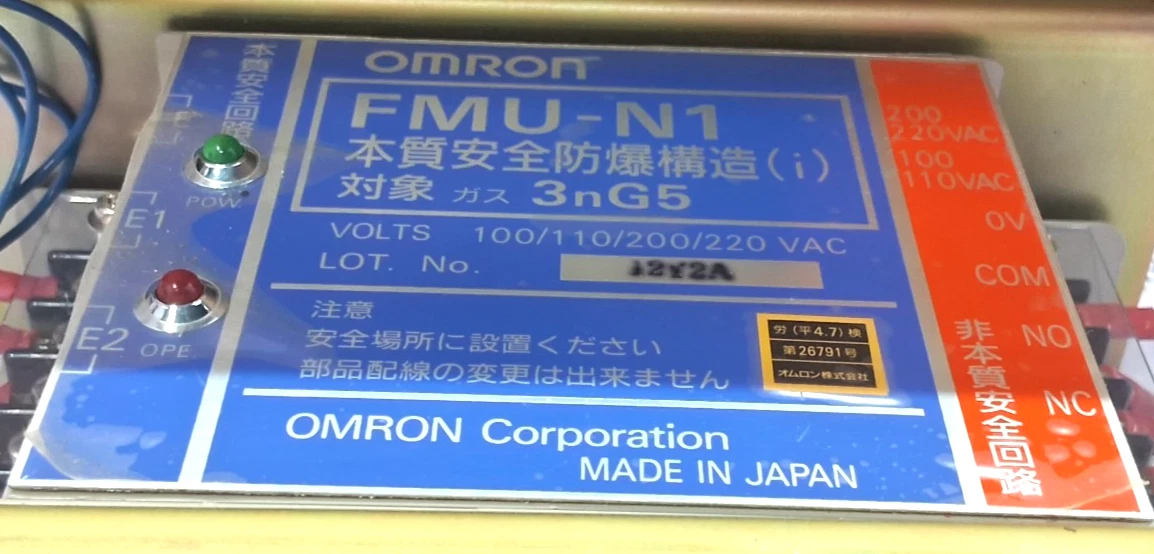 本質安全回路
E
POW.
E1
E2
OPE.
OMRON
FMU-N1
本質安全防爆構造(i)
対象 ガス 3nG5
VOLTS 100/110/200/220 VAC
LOT. No. 12Y2A
注意
安全場所に設置ください
部品配線の変更は出来ません
労(平4.7)検
第26791号
オムロン株式会社
OMRON Corporation
MADE IN JAPAN
200
220VAC
100
110VAC
0V
COM
NO
NC
非本質安全回路